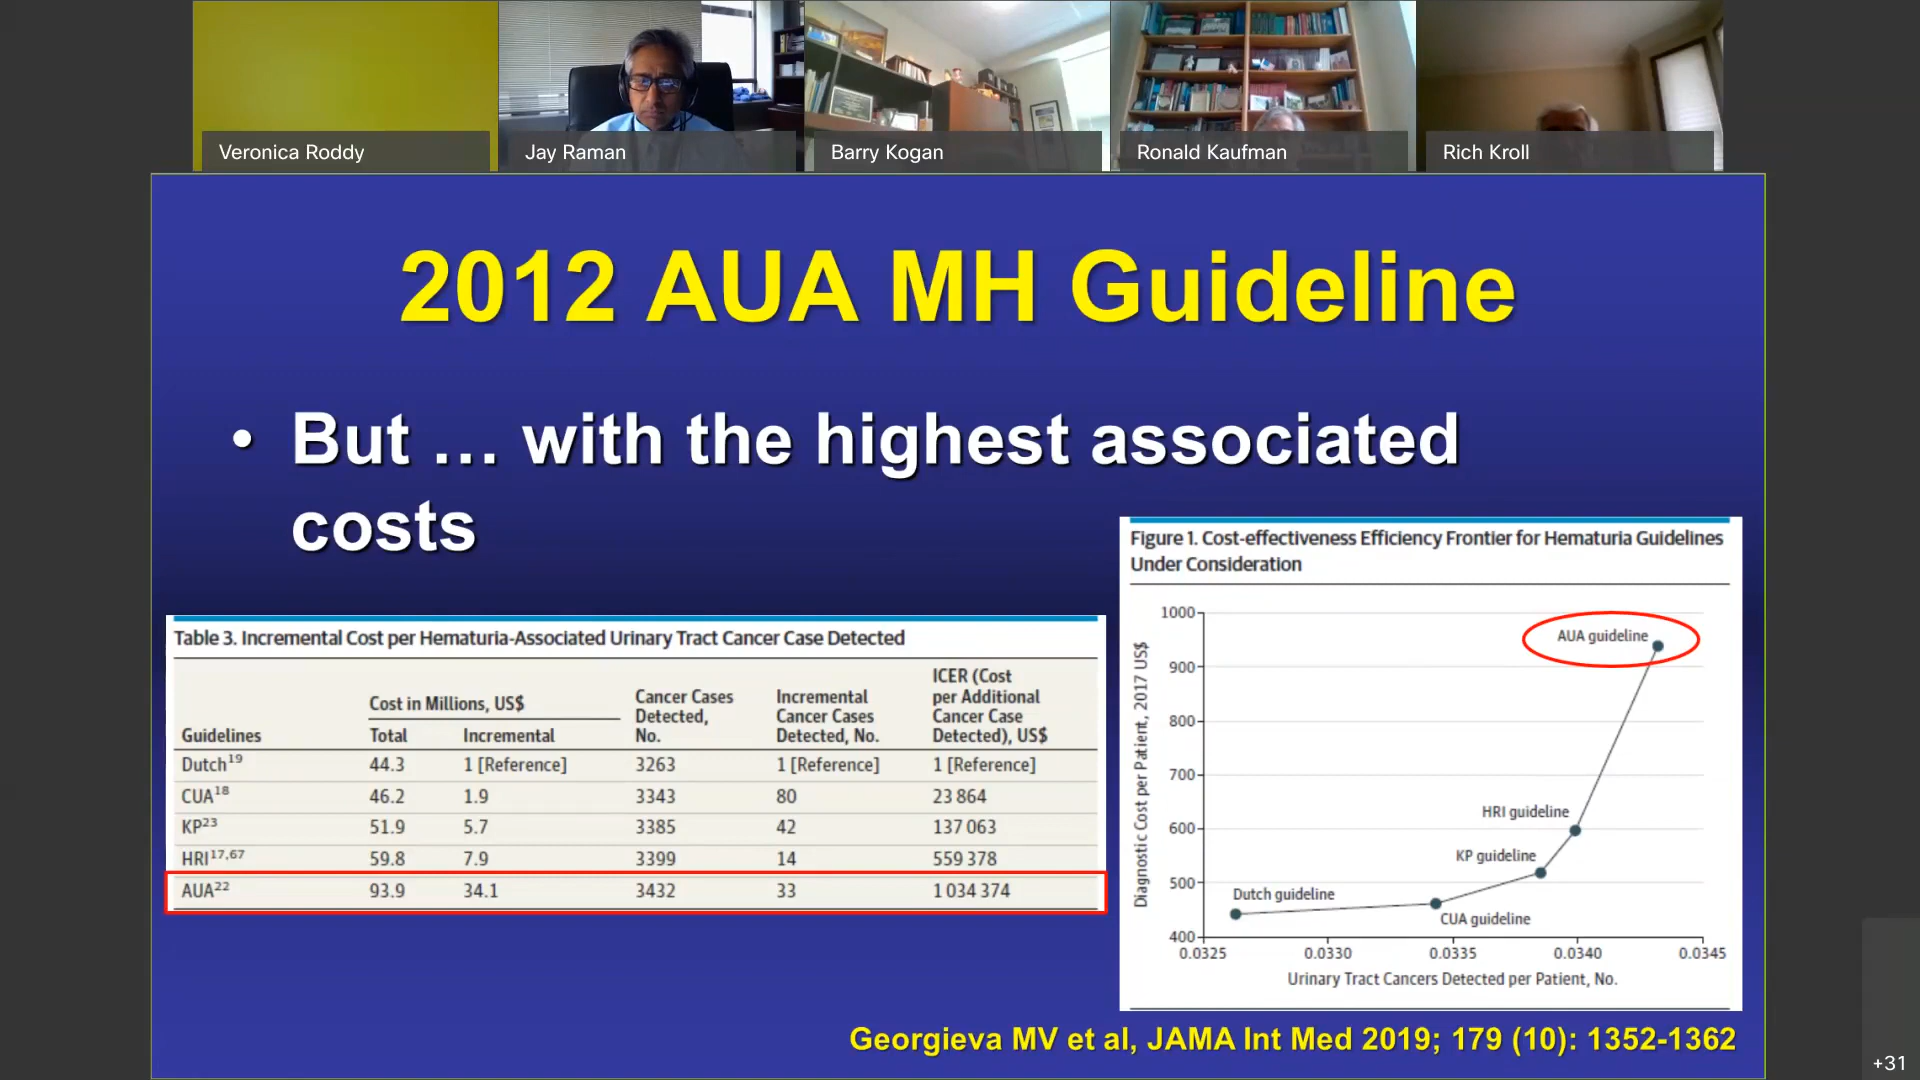 Veronica Roddy
Jay Raman
Barry Kogan
Ronald Kaufman
Rich Kroll
2012 AUA MH Guideline
• But … with the highest associated
costs
Table 3. Incremental Cost per Hematuria-Associated Urinary Tract Cancer Case Detected
Guidelines | Cost in Millions, US$ Total | Incremental | Cancer Cases Detected, No. | Incremental Cancer Cases Detected, No. | ICER (Cost per Additional Cancer Case Detected), US$
Dutch19 44.3 1 [Reference] 3263 1 [Reference] 1 [Reference]
CUA18 46.2 1.9 3343 80 23 864
KP23 51.9 5.7 3385 42 137 063
HRI17,67 59.8 7.9 3399 14 559 378
AUA22 93.9 34.1 3432 33 1 034 374
Figure 1. Cost-effectiveness Efficiency Frontier for Hematuria Guidelines
Under Consideration
Diagnostic Cost per Patient, 2017 US$
1000
900
800
700
600
500
400
AUA guideline
HRI guideline
KP guideline
Dutch guideline
CUA guideline
0.0325 0.0330 0.0335 0.0340 0.0345
Urinary Tract Cancers Detected per Patient, No.
Georgieva MV et al, JAMA Int Med 2019; 179 (10): 1352-1362
+31